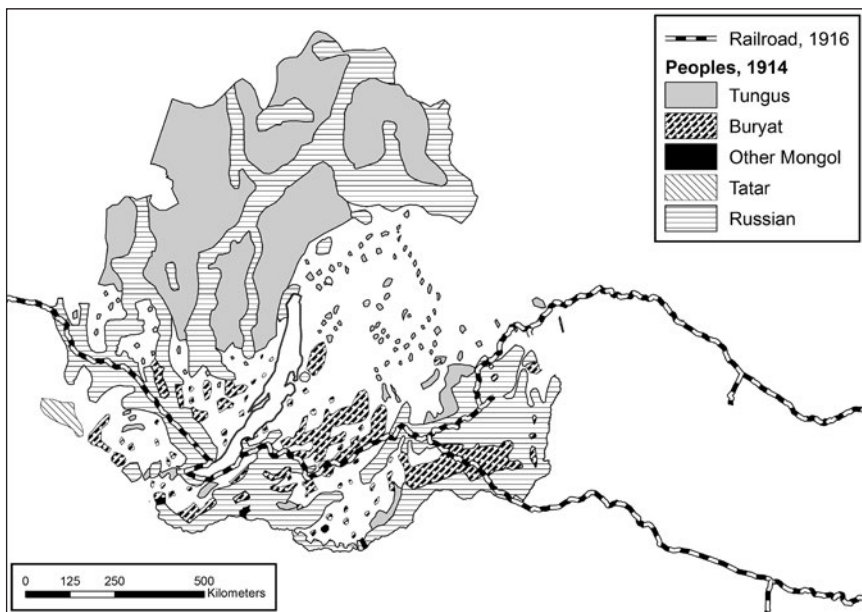 Railroad, 1916
Peoples, 1914
Tungus
Buryat
Other Mongol
Tatar
Russian
0 125 250 500
Kilometers